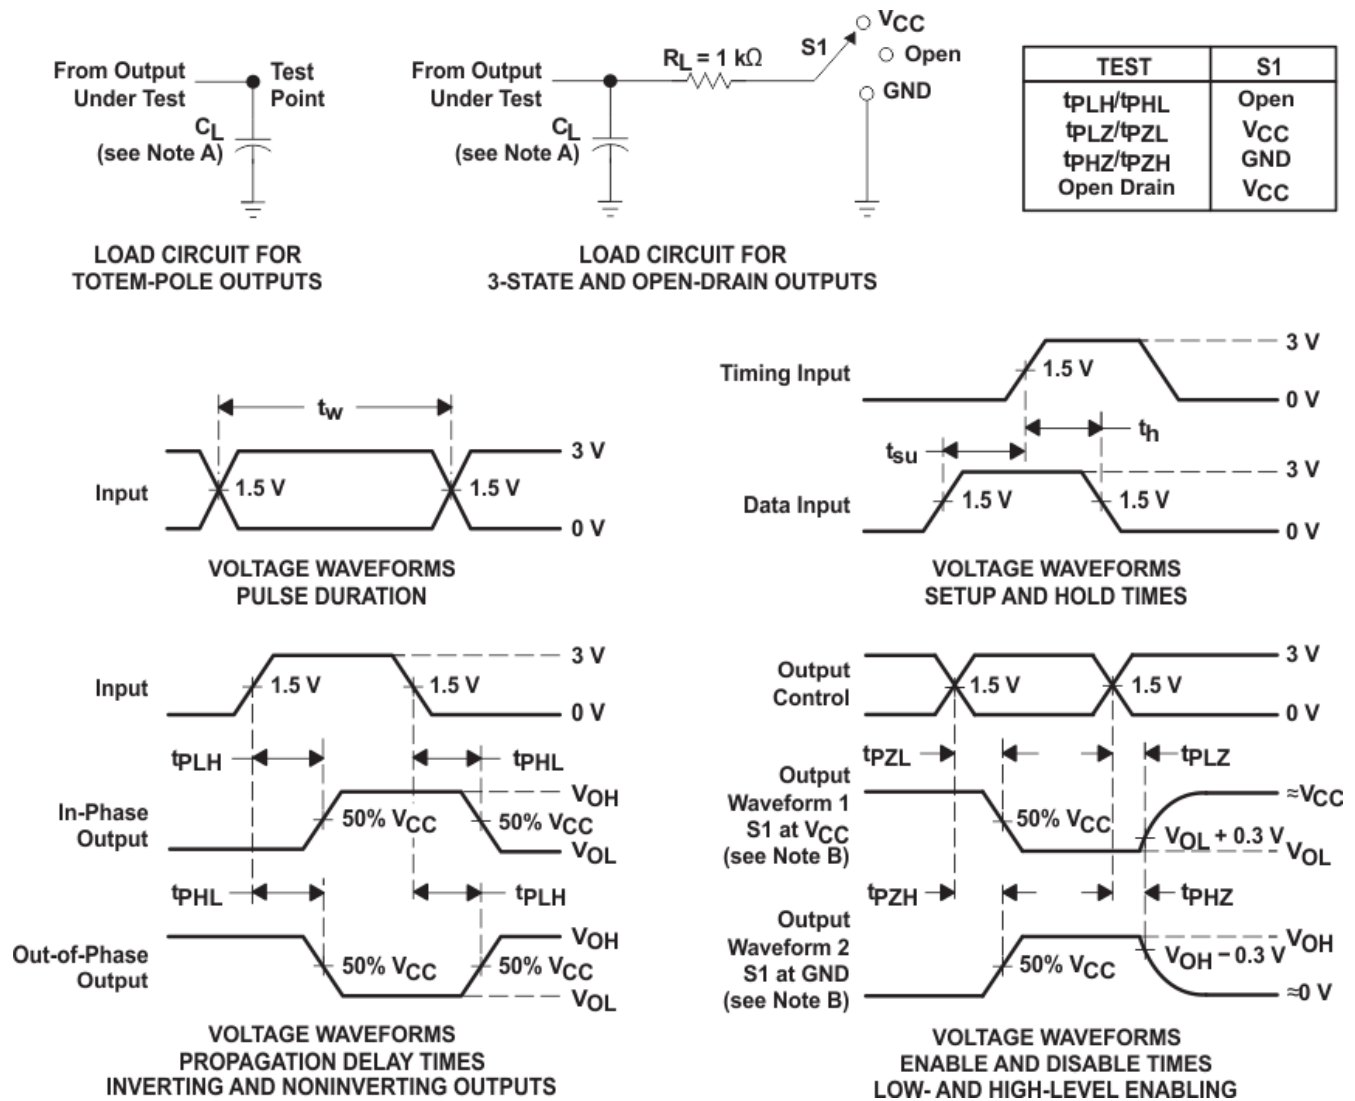 From Output
Under Test
Test
Point
CL
(see Note A)
LOAD CIRCUIT FOR
TOTEM-POLE OUTPUTS
From Output
Under Test
RL = 1 kΩ
S1
VCC
Open
GND
CL
(see Note A)
LOAD CIRCUIT FOR
3-STATE AND OPEN-DRAIN OUTPUTS
TEST S1
tPLH/tPHL Open
tPLZ/tPZL VCC
tPHZ/tPZH GND
Open Drain VCC
tw
Input
1.5 V
1.5 V
3 V
0 V
VOLTAGE WAVEFORMS
PULSE DURATION
Timing Input
1.5 V
3 V
0 V
th
tsu
Data Input
1.5 V
1.5 V
3 V
0 V
VOLTAGE WAVEFORMS
SETUP AND HOLD TIMES
Input
1.5 V
1.5 V
3 V
0 V
tPLH
tPHL
In-Phase
Output
50% VCC
50% VCC
VOH
VOL
tPHL
tPLH
Out-of-Phase
Output
50% VCC
50% VCC
VOH
VOL
VOLTAGE WAVEFORMS
PROPAGATION DELAY TIMES
INVERTING AND NONINVERTING OUTPUTS
Output
Control
1.5 V
1.5 V
3 V
0 V
tPZL
tPLZ
Output
Waveform 1
S1 at VCC
(see Note B)
50% VCC
VOL + 0.3 V
≈VCC
VOL
tPZH
tPHZ
Output
Waveform 2
S1 at GND
(see Note B)
50% VCC
VOH − 0.3 V
VOH
≈0 V
VOLTAGE WAVEFORMS
ENABLE AND DISABLE TIMES
LOW- AND HIGH-LEVEL ENABLING